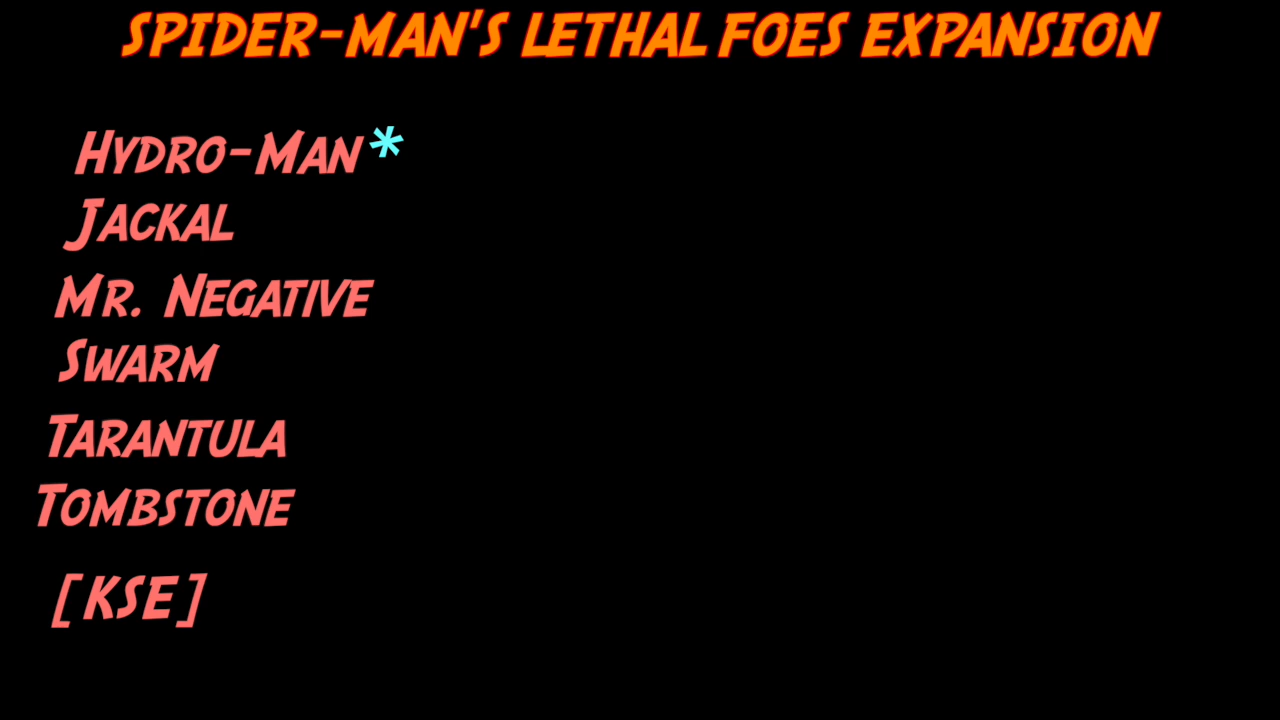 SPIDER-MAN'S LETHAL FOES EXPANSION
HYDRO-MAN*
JACKAL
MR. NEGATIVE
SWARM
TARANTULA
TOMBSTONE
[KSE]